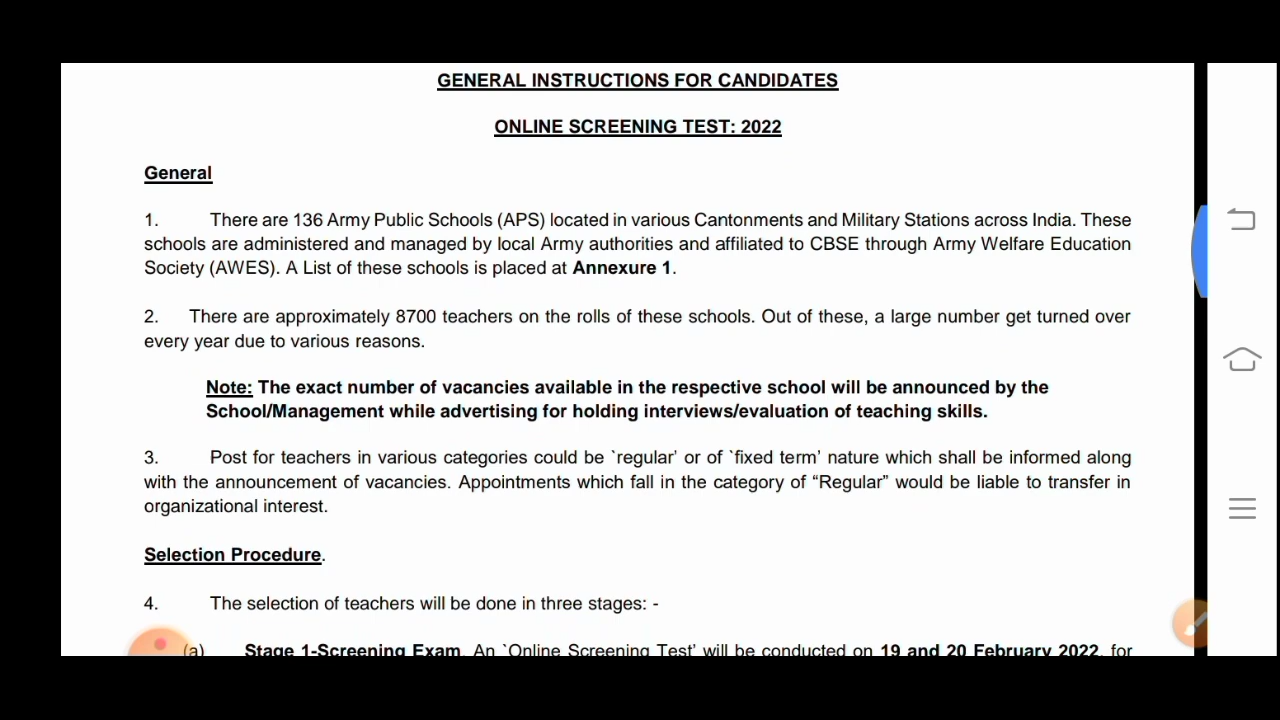 GENERAL INSTRUCTIONS FOR CANDIDATES
ONLINE SCREENING TEST: 2022
General
1. There are 136 Army Public Schools (APS) located in various Cantonments and Military Stations across India. These
schools are administered and managed by local Army authorities and affiliated to CBSE through Army Welfare Education
Society (AWES). A List of these schools is placed at Annexure 1.
2. There are approximately 8700 teachers on the rolls of these schools. Out of these, a large number get turned over
every year due to various reasons.
Note: The exact number of vacancies available in the respective school will be announced by the
School/Management while advertising for holding interviews/evaluation of teaching skills.
3. Post for teachers in various categories could be `regular’ or of `fixed term’ nature which shall be informed along
with the announcement of vacancies. Appointments which fall in the category of “Regular” would be liable to transfer in
organizational interest.
Selection Procedure.
4. The selection of teachers will be done in three stages: -
(a) Stage 1-Screening Exam. An `Online Screening Test’ will be conducted on 19 and 20 February 2022, for